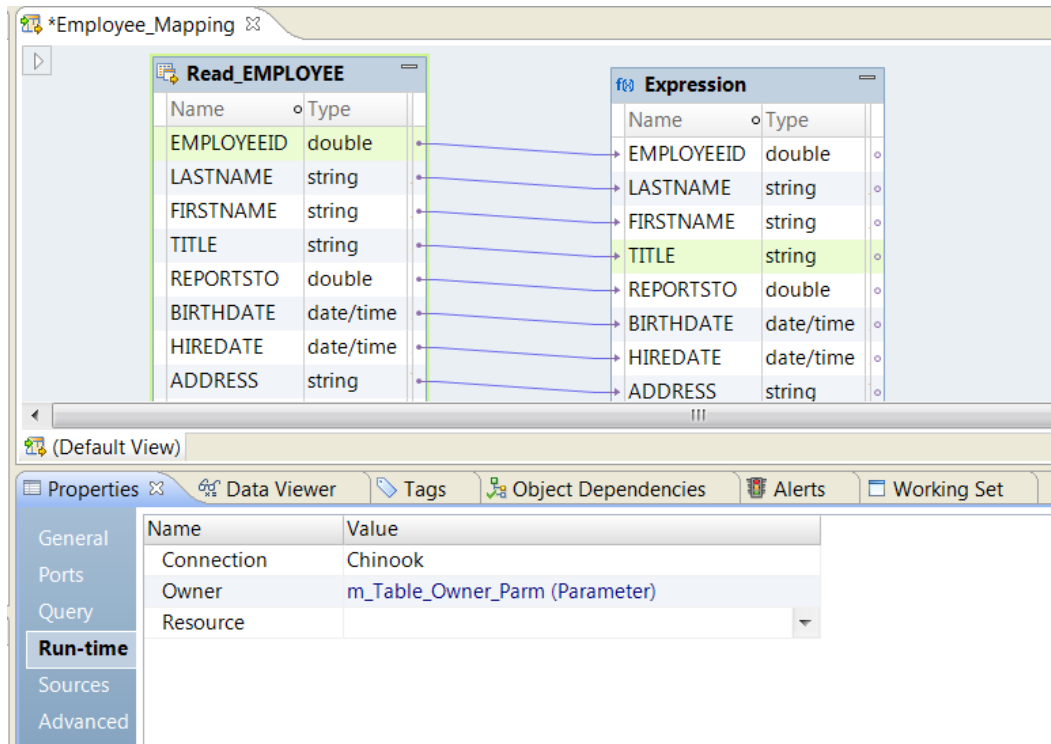 *Employee_Mapping
Read_EMPLOYEE
Name Type
EMPLOYEEID double
LASTNAME string
FIRSTNAME string
TITLE string
REPORTSTO double
BIRTHDATE date/time
HIREDATE date/time
ADDRESS string
f(x) Expression
Name Type
EMPLOYEEID double
LASTNAME string
FIRSTNAME string
TITLE string
REPORTSTO double
BIRTHDATE date/time
HIREDATE date/time
ADDRESS string
(Default View)
Properties Data Viewer Tags Object Dependencies Alerts Working Set
General
Ports
Query
Run-time
Sources
Advanced
Name Value
Connection Chinook
Owner m_Table_Owner_Parm (Parameter)
Resource